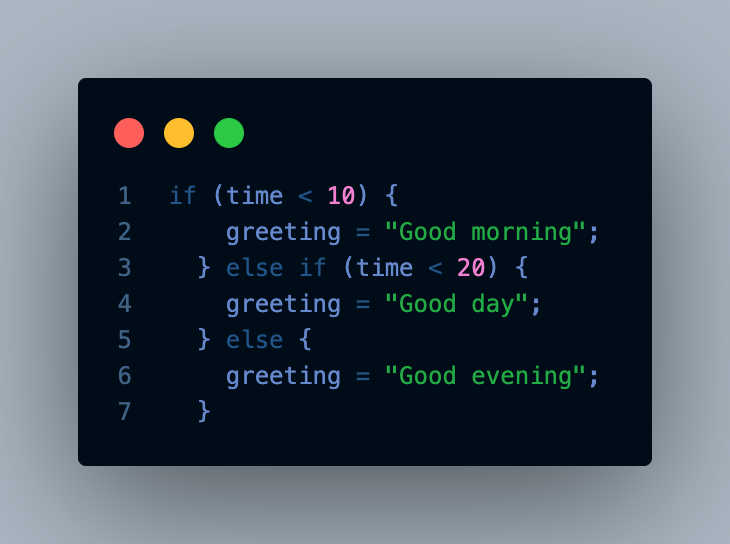 1 if (time < 10) {
2     greeting = "Good morning";
3   } else if (time < 20) {
4     greeting = "Good day";
5   } else {
6     greeting = "Good evening";
7   }